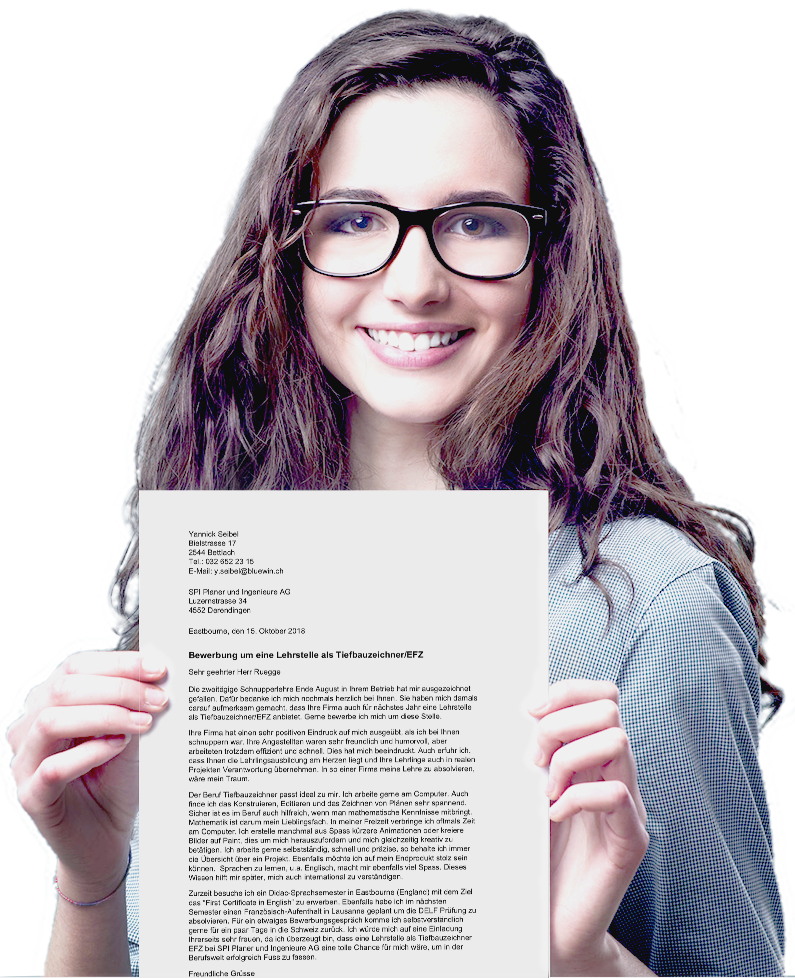 Yannick Seibel
Bielstrasse 17
2544 Bettlach
Tel.: 032 652 23 15
E-Mail: y.seibel@bluewin.ch
SPI Planer und Ingenieure AG
Luzernstrasse 34
4552 Derendingen
Eastbourne, den 15. Oktober 2018
Bewerbung um eine Lehrstelle als Tiefbauzeichner/EFZ
Sehr geehrter Herr Ruegge
Die zweitägige Schnupperlehre Ende August in Ihrem Betrieb hat mir ausgezeichnet
gefallen. Dafür bedanke ich mich nochmals herzlich bei Ihnen. Sie haben mich damals
darauf aufmerksam gemacht, dass Ihre Firma auch für nächstes Jahr eine Lehrstelle
als Tiefbauzeichner/EFZ anbietet. Gerne bewerbe ich mich um diese Stelle.
Ihre Firma hat einen sehr positiven Eindruck auf mich ausgeübt, als ich bei Ihnen
schnuppern war. Ihre Angestellten waren sehr freundlich und humorvoll, aber
arbeiteten trotzdem effizient und schnell. Dies hat mich beeindruckt. Auch erfuhr ich,
dass Ihnen die Lehrlingsausbildung am Herzen liegt und Ihre Lehrlinge auch in realen
Projekten Verantwortung übernehmen. In so einer Firma meine Lehre zu absolvieren,
wäre mein Traum.
Der Beruf Tiefbauzeichner passt ideal zu mir. Ich arbeite gerne am Computer. Auch
finde ich das Konstruieren, Editieren und das Zeichnen von Plänen sehr spannend.
Sicher ist es im Beruf auch hilfreich, wenn man mathematische Kenntnisse mitbringt.
Mathematik ist darum mein Lieblingsfach. In meiner Freizeit verbringe ich oftmals Zeit
am Computer. Ich erstelle manchmal aus Spass kürzere Animationen oder kreiere
Bilder auf Paint, dies um mich herauszufordern und mich gleichzeitig kreativ zu
betätigen. Ich arbeite gerne selbstständig, schnell und präzise, so behalte ich immer
die Übersicht über ein Projekt. Ebenfalls möchte ich auf mein Endprodukt stolz sein
können. Sprachen zu lernen, u.a. Englisch, macht mir ebenfalls viel Spass. Dieses
Wissen hilft mir später, mich auch international zu verständigen.
Zurzeit besuche ich ein Didac-Sprachsemester in Eastbourne (England) mit dem Ziel
das "First Certificate in English" zu erwerben. Ebenfalls habe ich im nächsten
Semester einen Französisch-Aufenthalt in Lausanne geplant um die DELF Prüfung zu
absolvieren. Für ein etwaiges Bewerbungsgespräch komme ich selbstverständlich
gerne für ein paar Tage in die Schweiz zurück. Ich würde mich auf eine Einladung
Ihrerseits sehr freuen, da ich überzeugt bin, dass eine Lehrstelle als Tiefbauzeichner
EFZ bei SPI Planer und Ingenieure AG eine tolle Chance für mich wäre, um in der
Berufswelt erfolgreich Fuss zu fassen.
Freundliche Grüsse